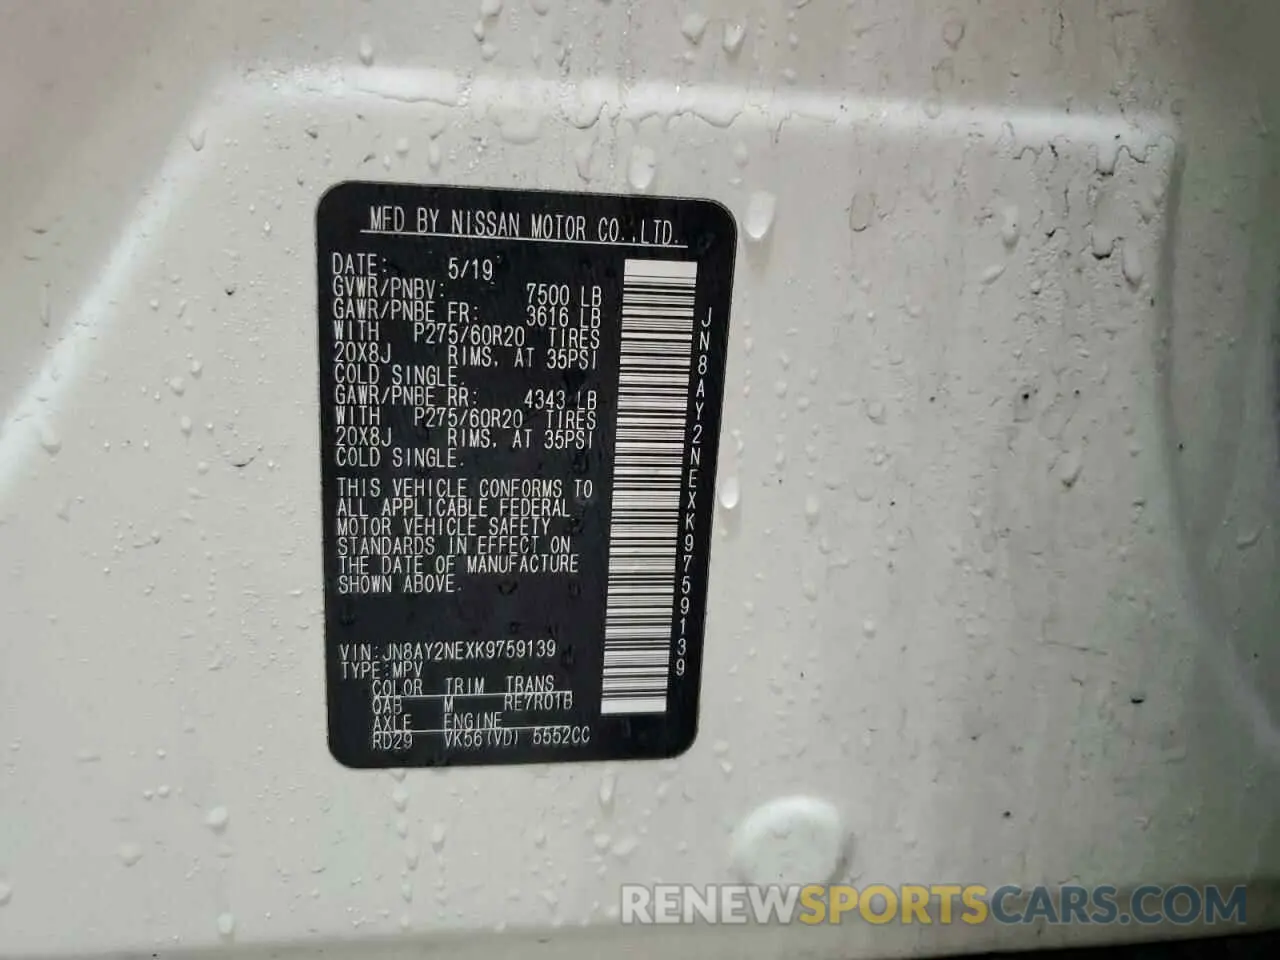 MFD BY NISSAN MOTOR CO.,LTD.
DATE: 5/19
GVWR/PNBV: 7500 LB
GAWR/PNBE FR: 3616 LB
WITH P275/60R20 TIRES
20X8J RIMS, AT 35PSI
COLD SINGLE.
GAWR/PNBE RR: 4343 LB
WITH P275/60R20 TIRES
20X8J RIMS, AT 35PSI
COLD SINGLE.
THIS VEHICLE CONFORMS TO
ALL APPLICABLE FEDERAL
MOTOR VEHICLE SAFETY
STANDARDS IN EFFECT ON
THE DATE OF MANUFACTURE
SHOWN ABOVE.
VIN:JN8AY2NEXK9759139
TYPE:MPV
COLOR TRIM TRANS
QAB M RE7R01B
AXLE ENGINE
RD29 VK56(VD) 5552CC
JN8AY2NEXK9759139
RENEWSPORTSCARS.COM